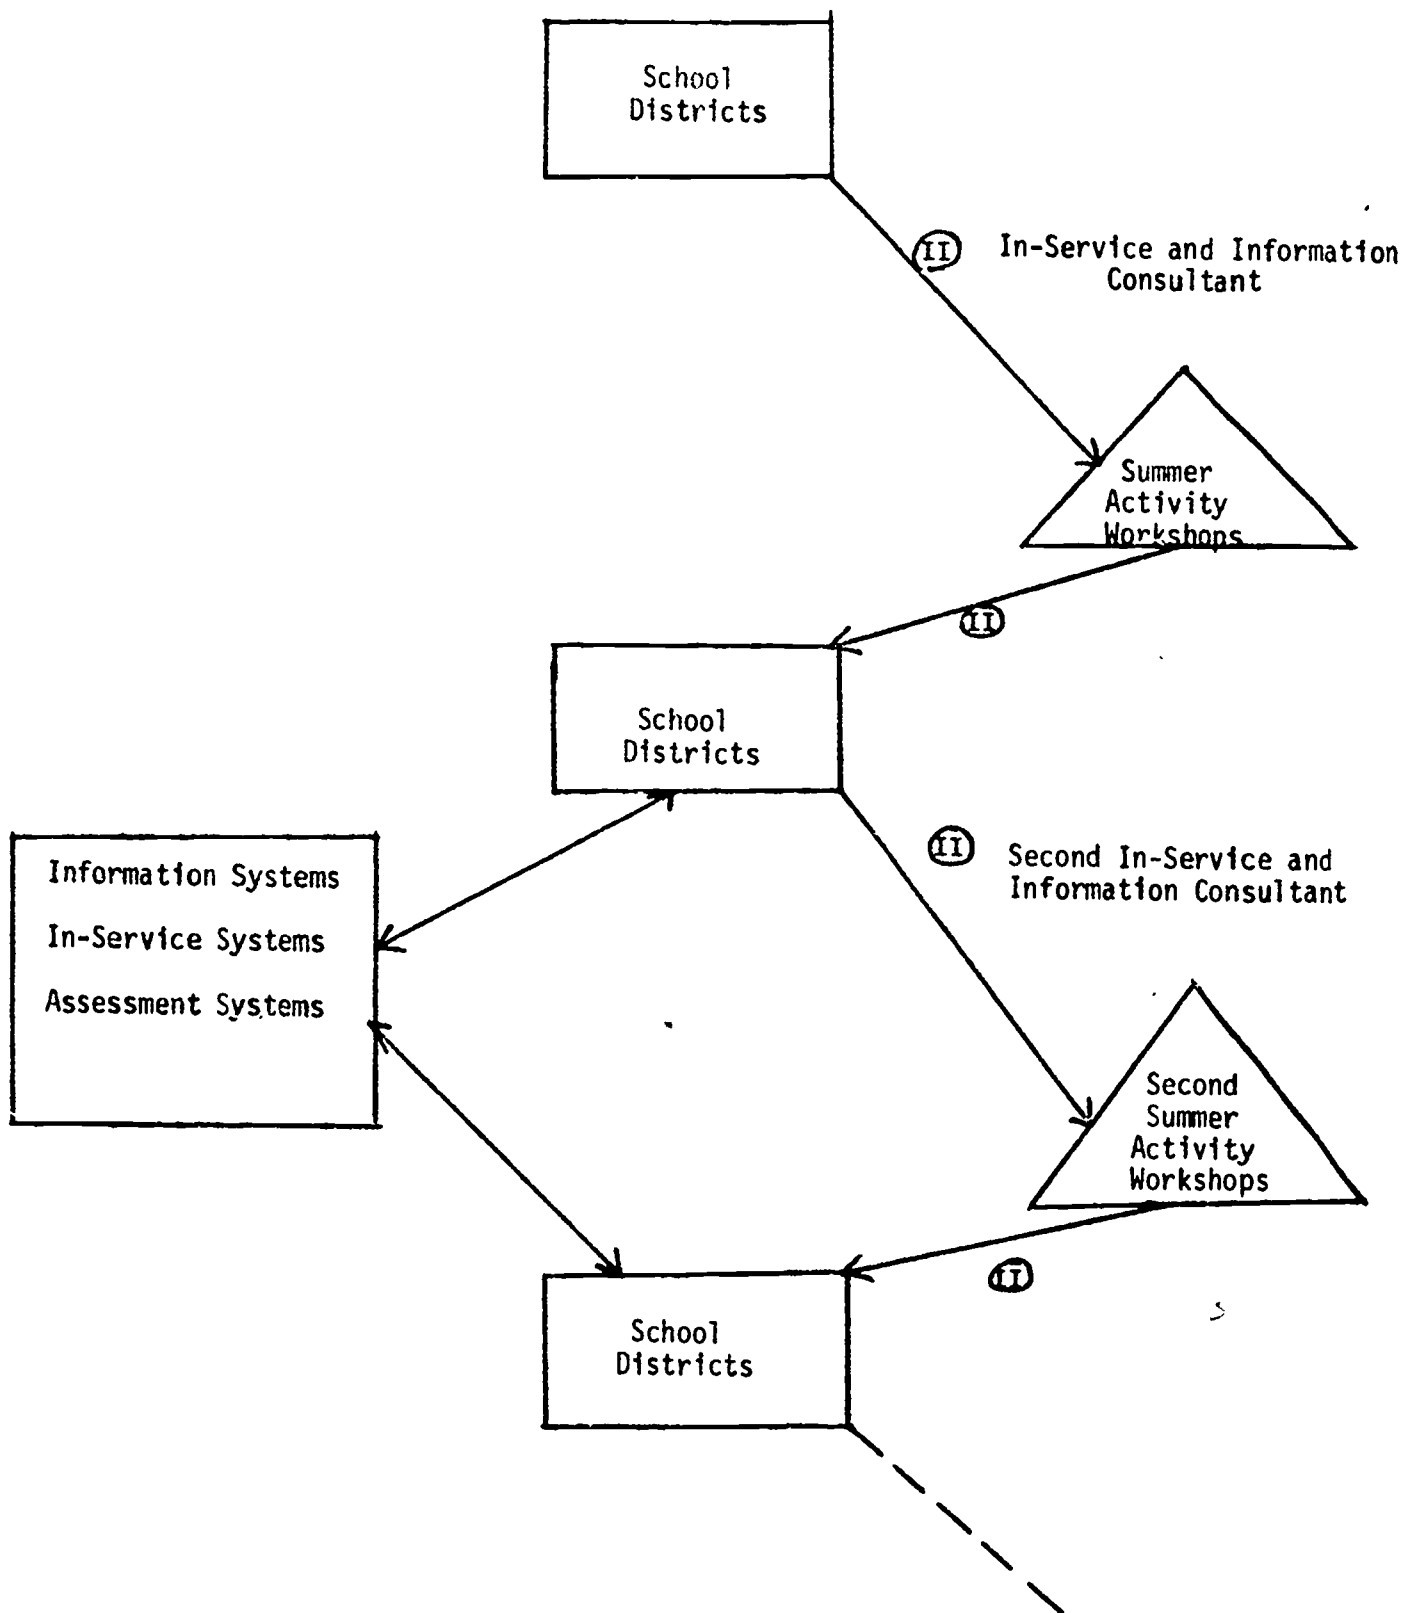 School
Districts
II
In-Service and Information
Consultant
Summer
Activity
Workshops
II
School
Districts
II
Second In-Service and
Information Consultant
Information Systems
In-Service Systems
Assessment Systems
Second
Summer
Activity
Workshops
II
School
Districts